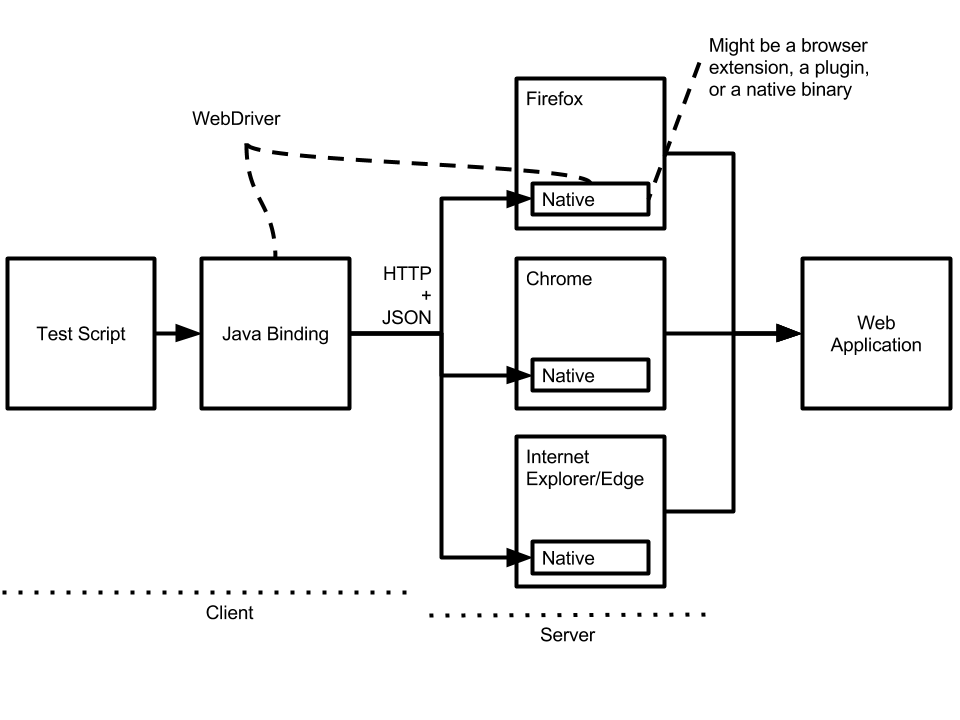 Might be a browser
extension, a plugin,
or a native binary
WebDriver
Firefox
Native
HTTP
+
JSON
Test Script
Java Binding
Chrome
Native
Web
Application
Internet
Explorer/Edge
Native
Client
Server